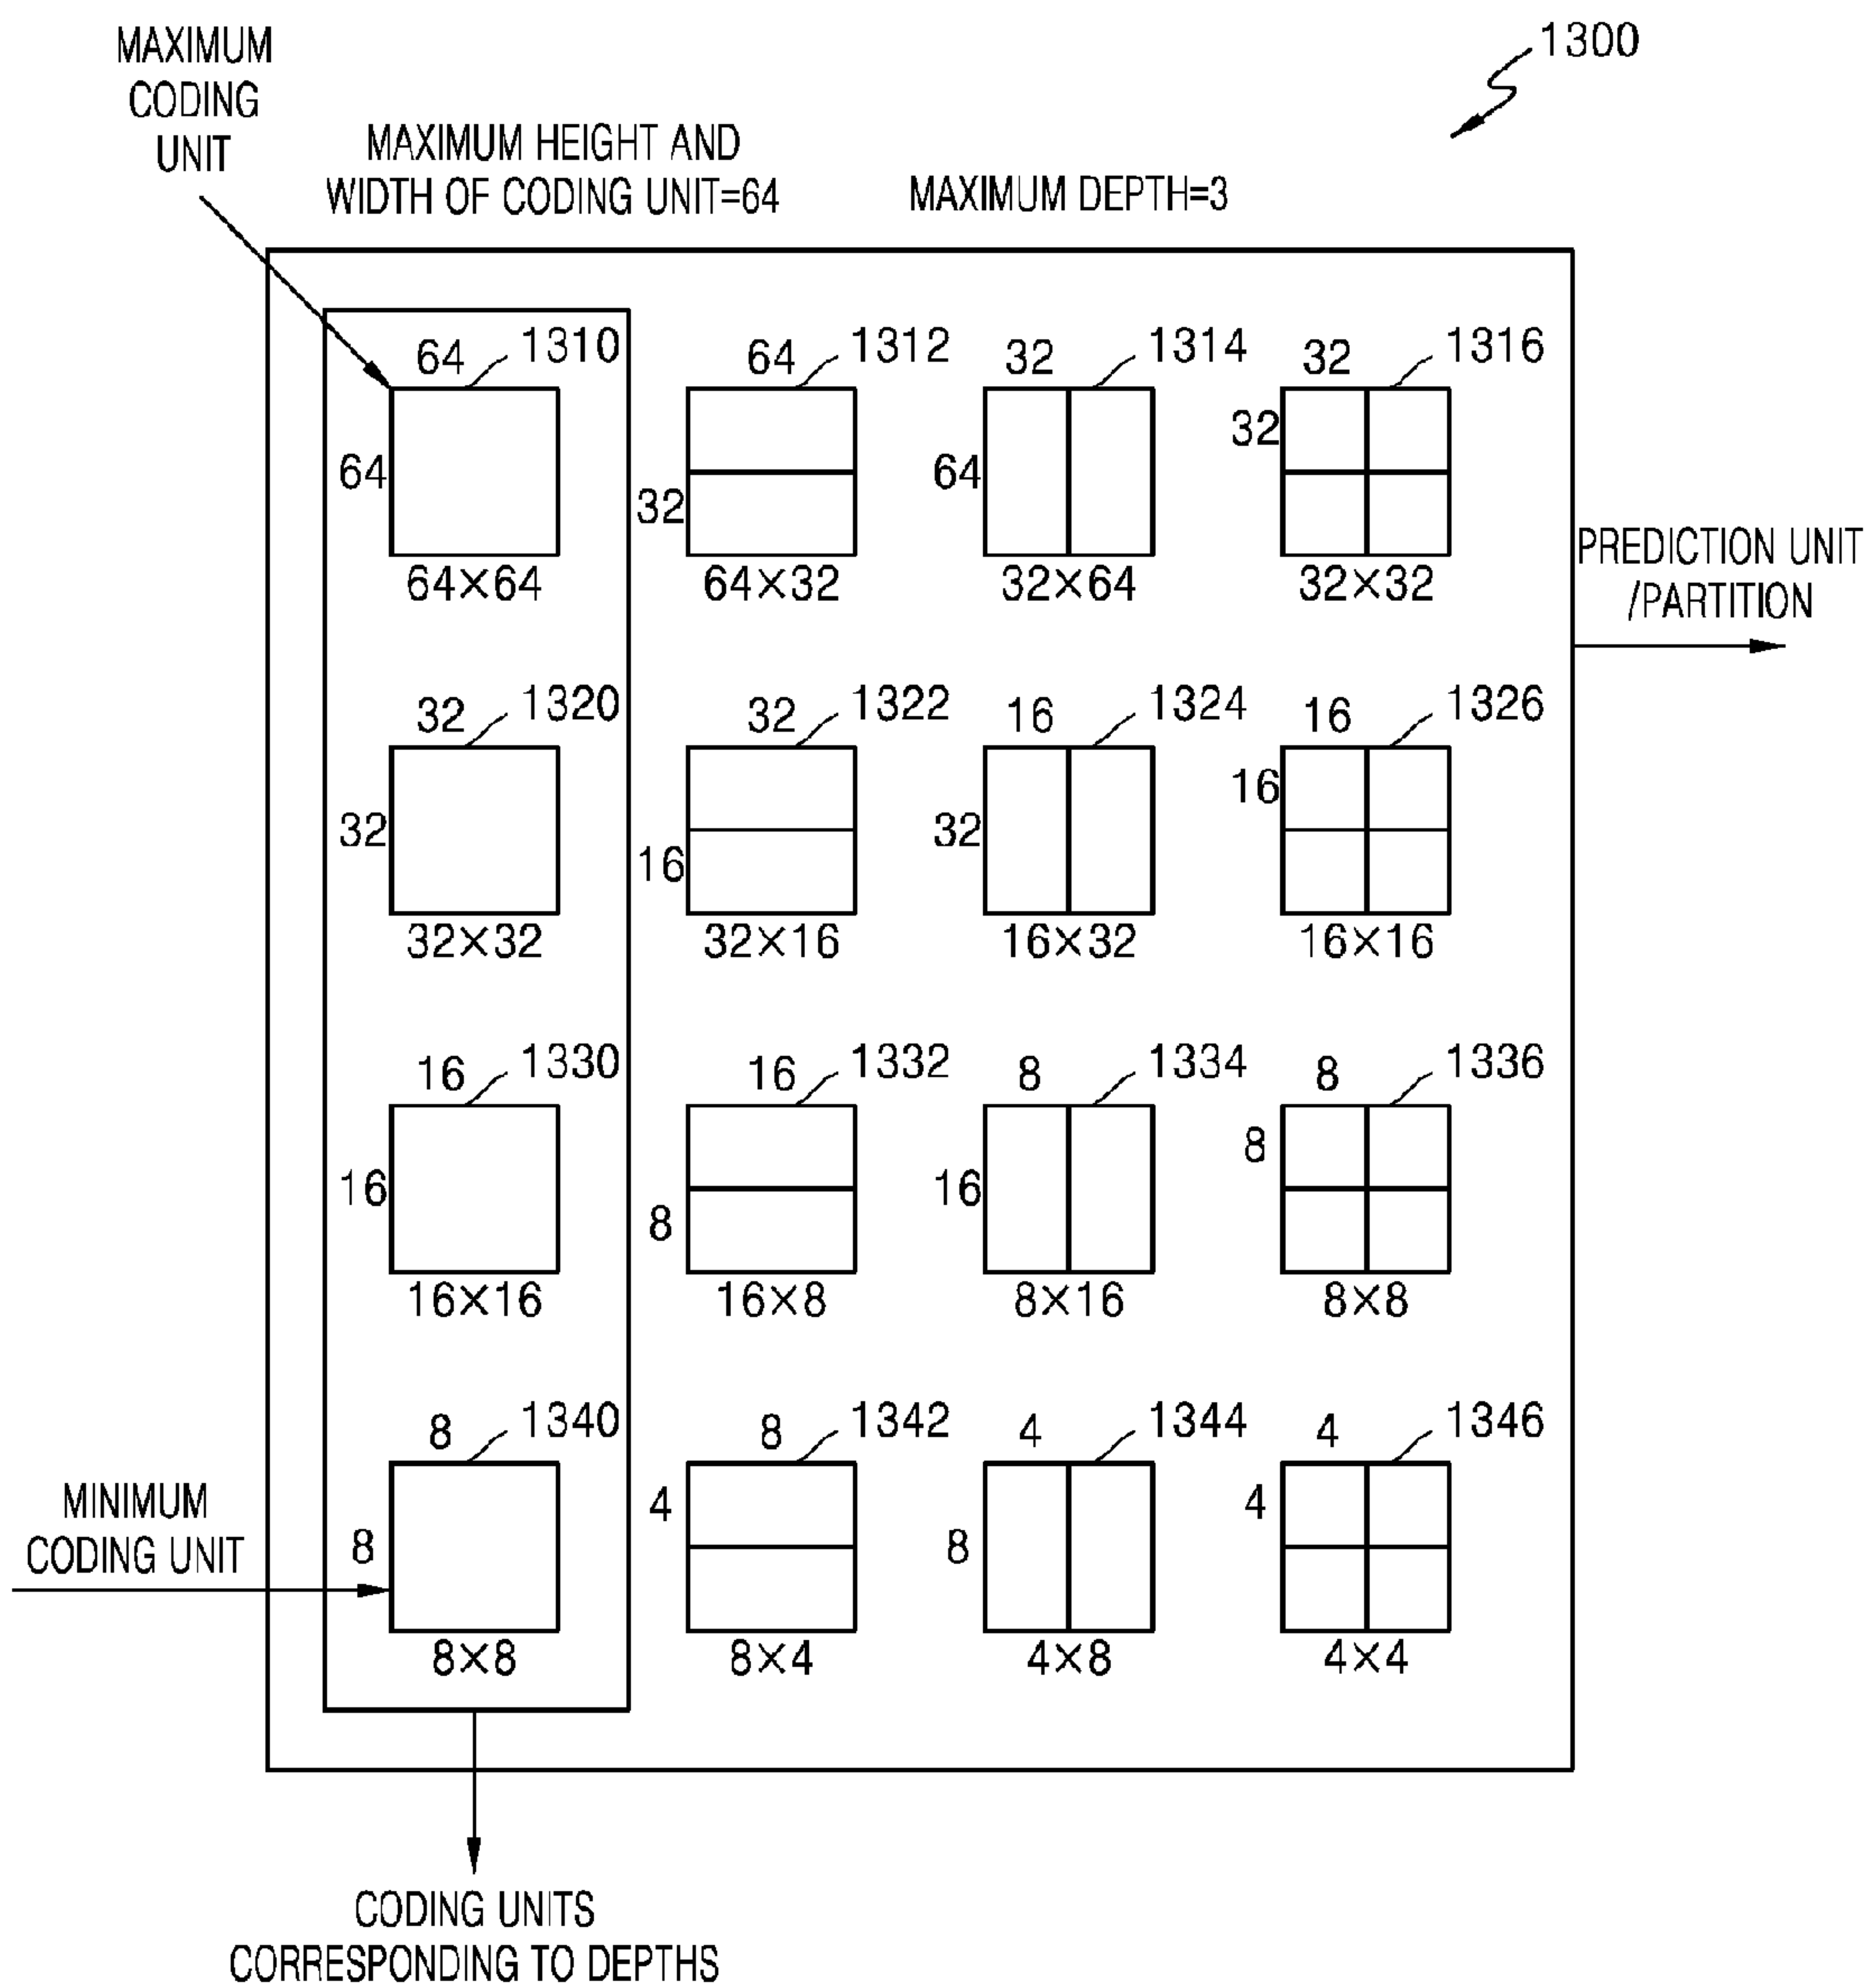 MAXIMUM
CODING
UNIT
1300
MAXIMUM HEIGHT AND
WIDTH OF CODING UNIT=64
MAXIMUM DEPTH=3
64 1310 64 1312 32 1314 32 1316
64 32 64 32
64×64 64×32 32×64 32×32
PREDICTION UNIT
/PARTITION
32 1320 32 1322 16 1324 16 1326
32 16 32 16
32×32 32×16 16×32 16×16
16 1330 16 1332 8 1334 8 1336
16 8 16 8
16×16 16×8 8×16 8×8
8 1340 8 1342 4 1344 4 1346
MINIMUM
CODING UNIT
8 4 8 4
8×8 8×4 4×8 4×4
CODING UNITS
CORRESPONDING TO DEPTHS